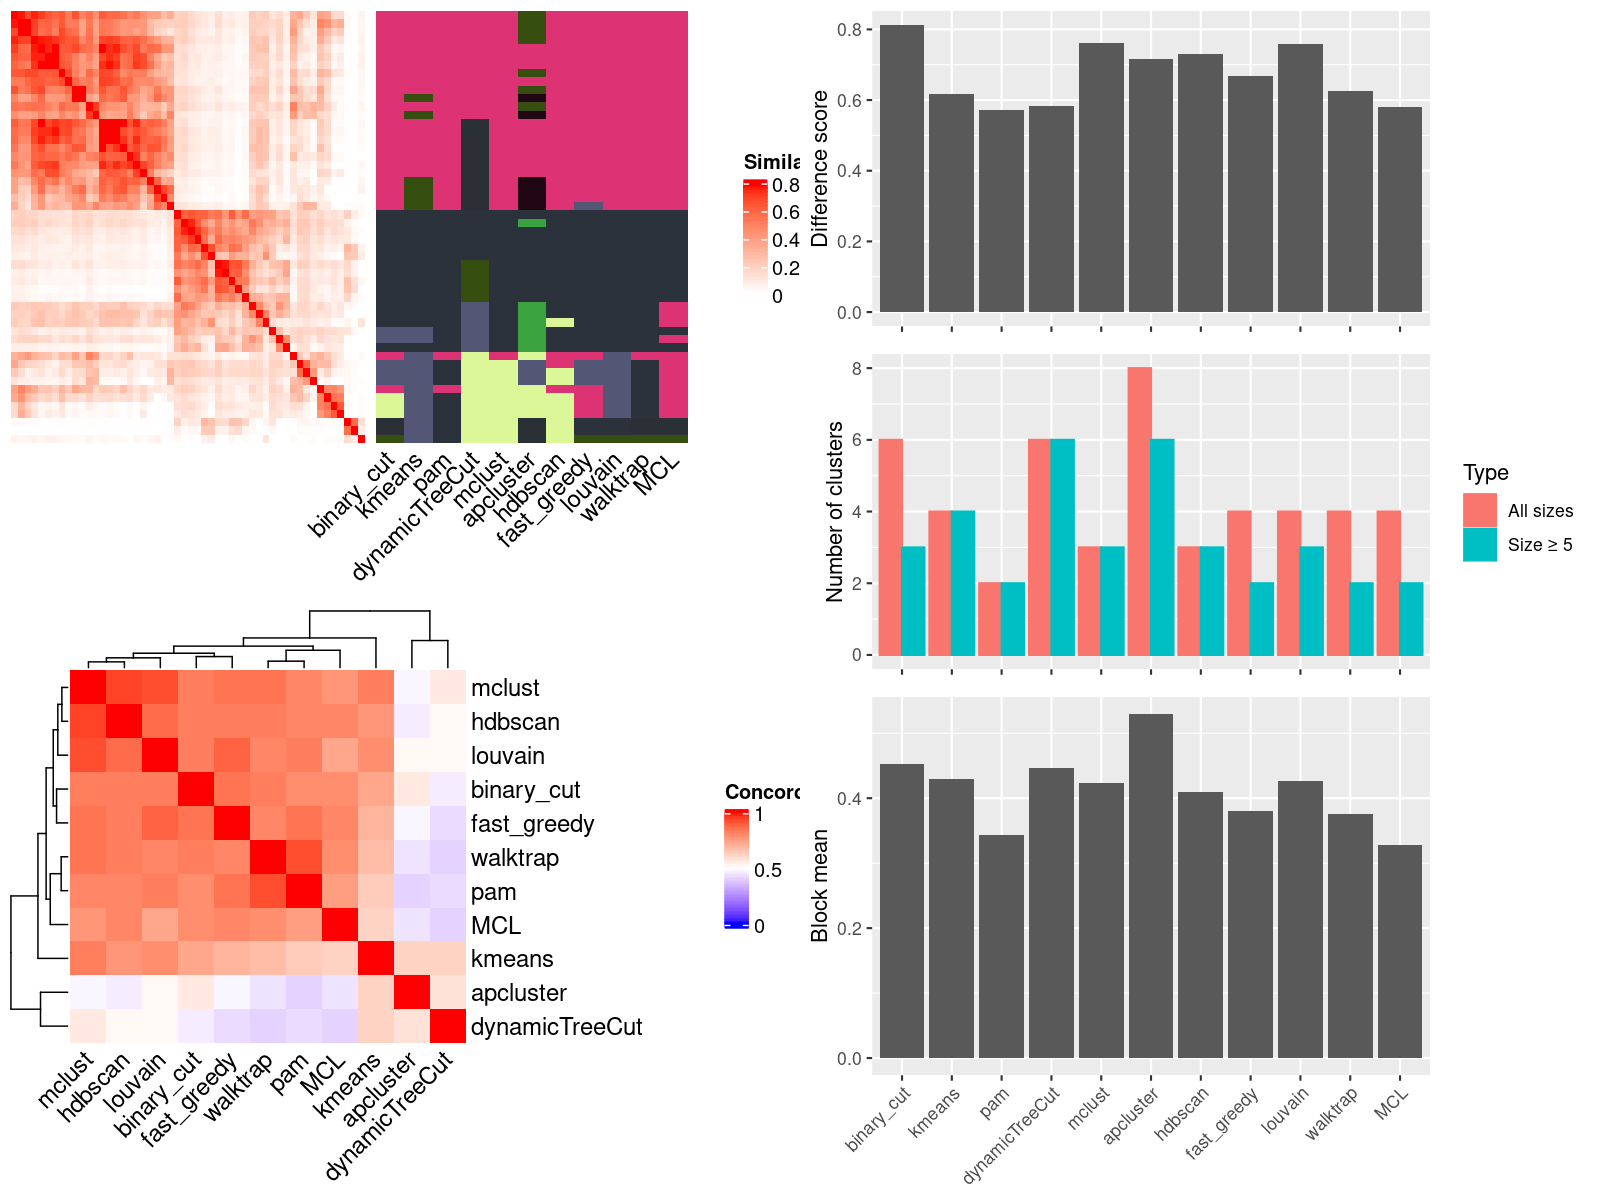 Simila
0.8
0.6
0.4
0.2
0
binary_cut
kmeans
pam
dynamicTreeCut
mclust
apcluster
hdbscan
fast_greedy
louvain
walktrap
MCL
mclust
hdbscan
louvain
binary_cut
fast_greedy
walktrap
pam
MCL
kmeans
apcluster
dynamicTreeCut
mclust
hdbscan
louvain
binary_cut
fast_greedy
walktrap
pam
MCL
kmeans
apcluster
dynamicTreeCut
Concord
1
0.5
0
Difference score
0.8
0.6
0.4
0.2
0.0
Number of clusters
8
6
4
2
0
Type
All sizes
Size ≥ 5
Block mean
0.4
0.2
0.0
binary_cut
kmeans
pam
dynamicTreeCut
mclust
apcluster
hdbscan
fast_greedy
louvain
walktrap
MCL